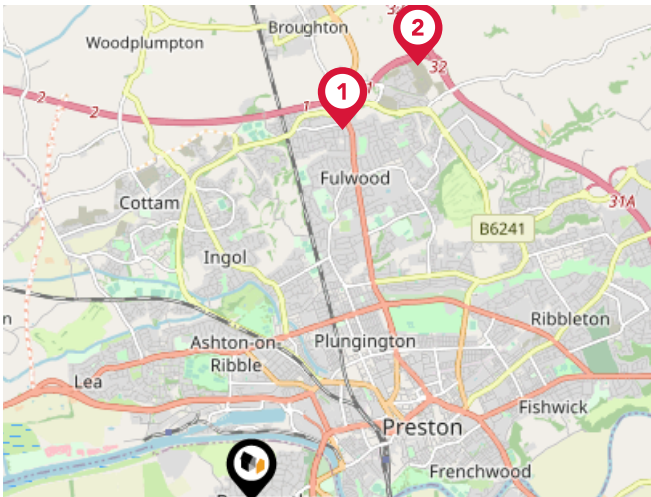 Broughton
Woodplumpton
2
32
2
2
1
1
1
Fulwood
Cottam
31A
B6241
Ingol
Ribbleton
Ashton-on-
Ribble
Plungington
Lea
Fishwick
Preston
Frenchwood